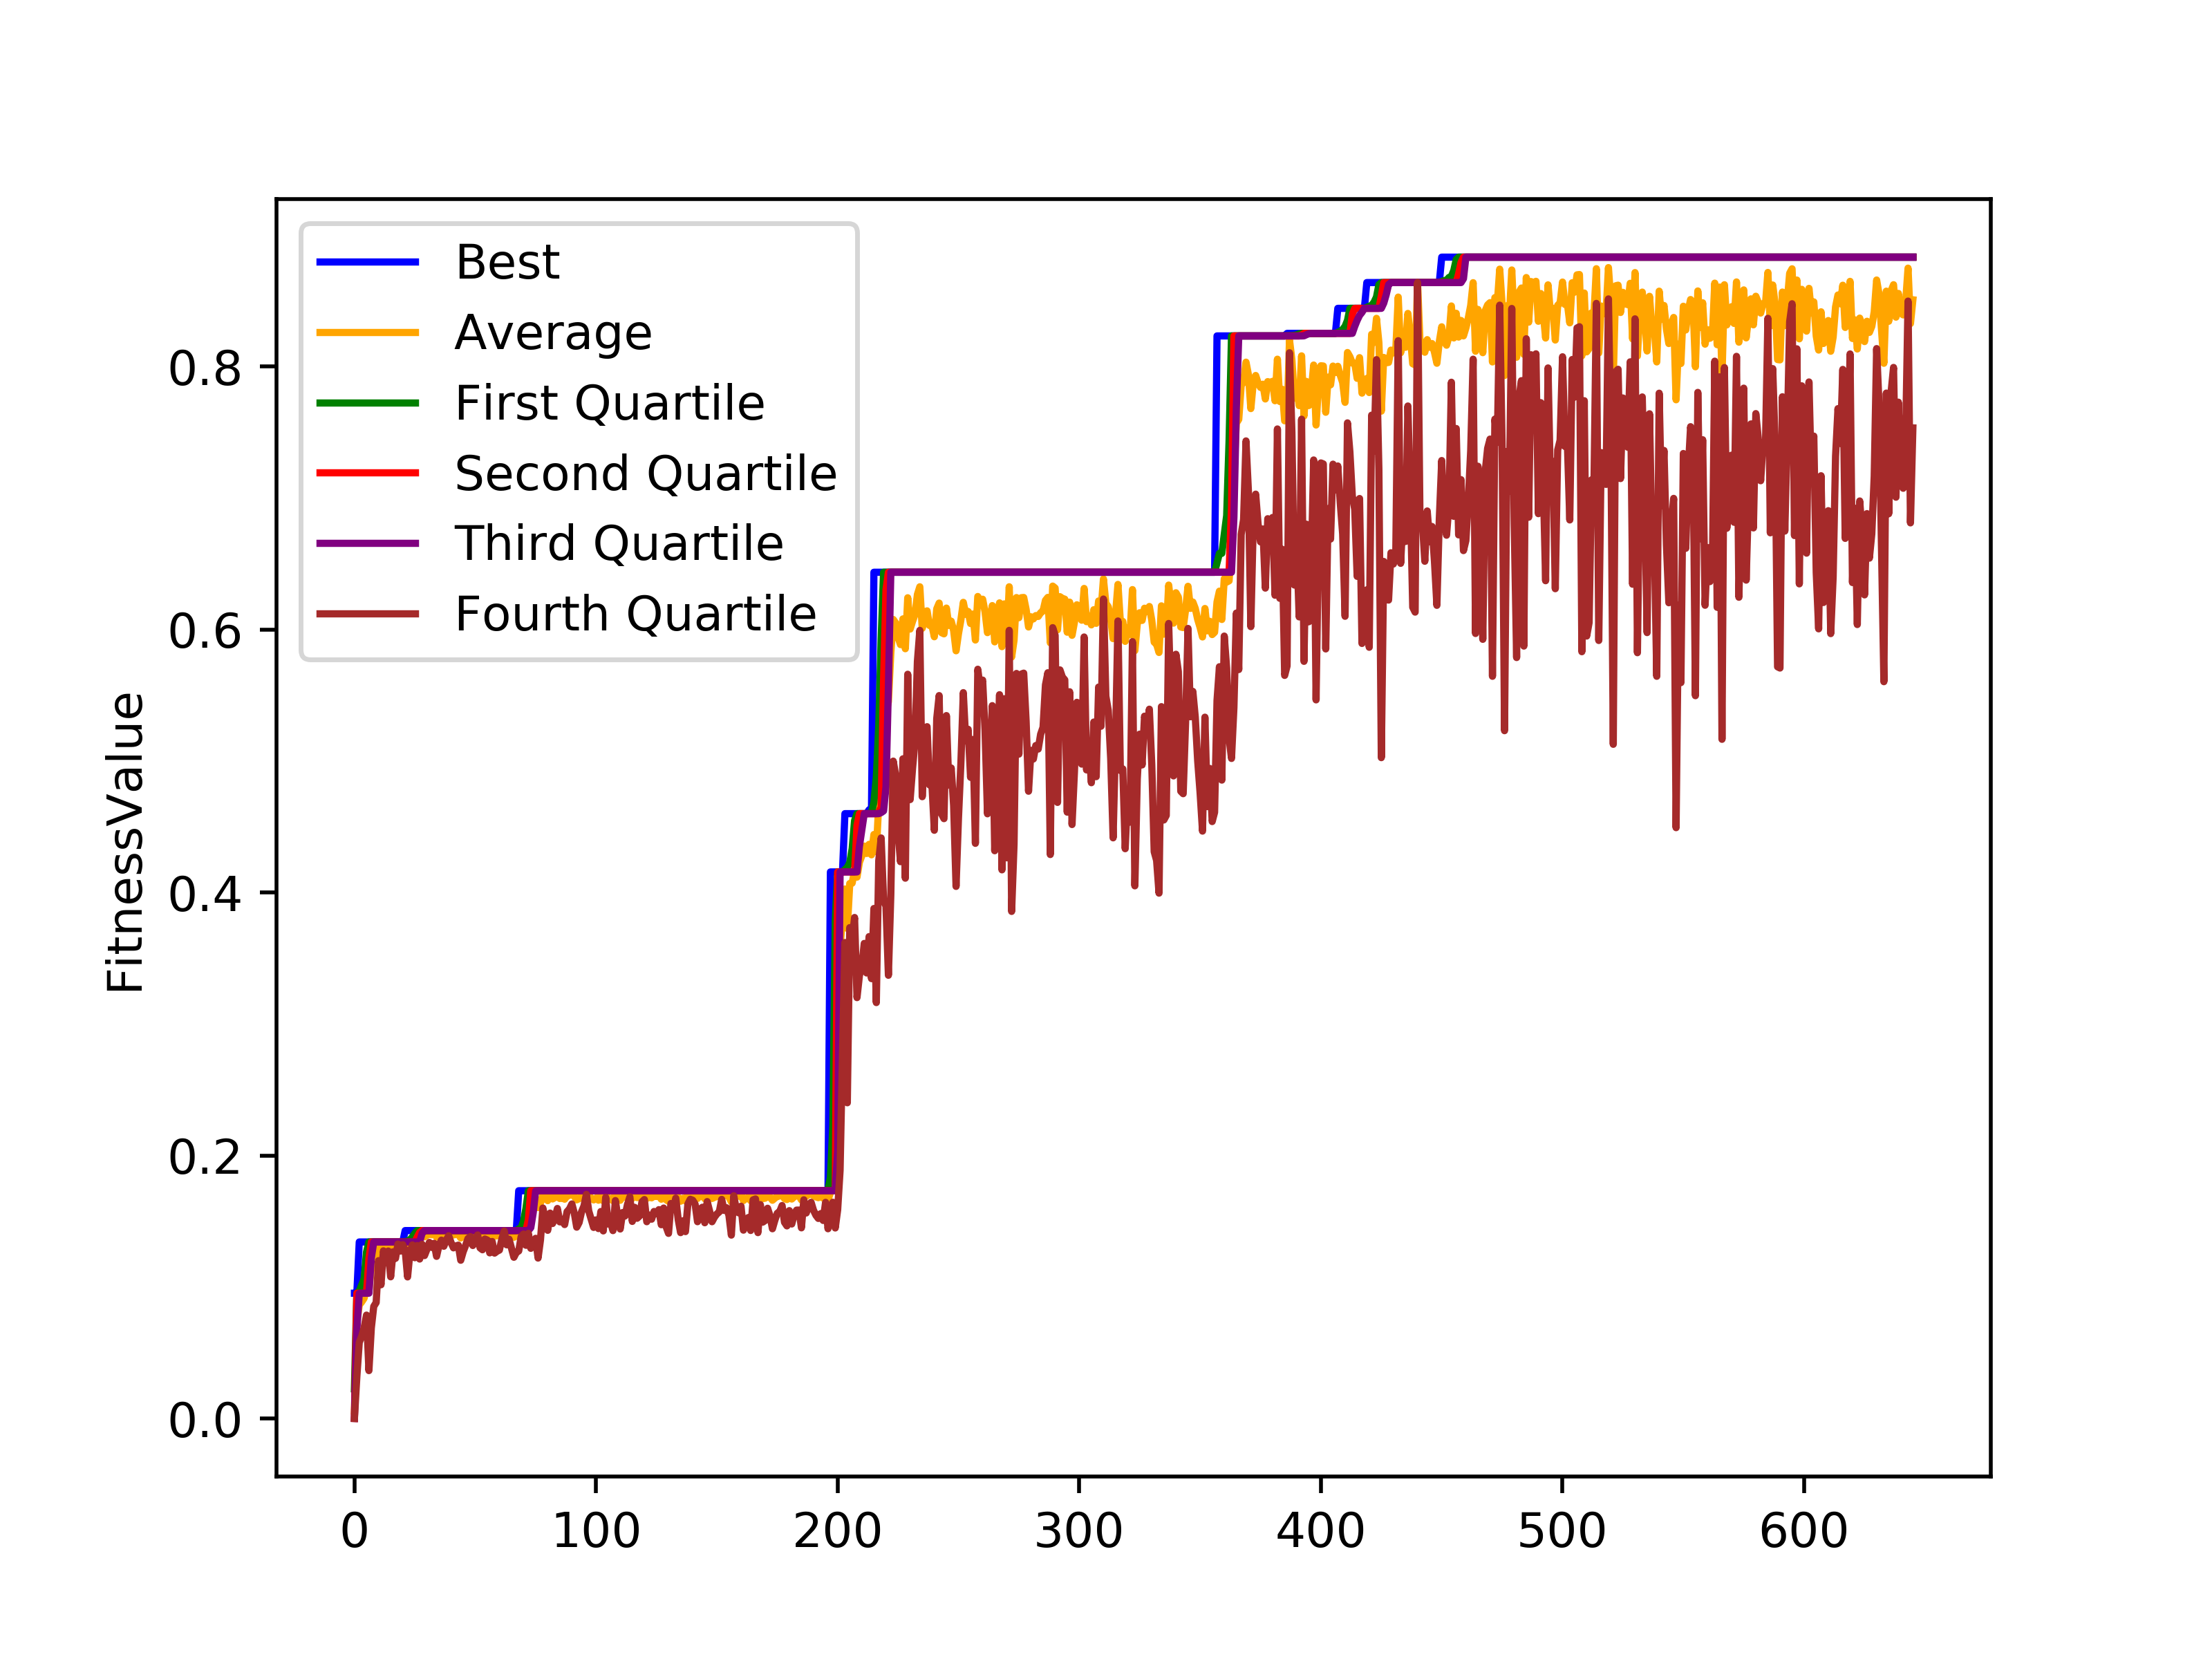 Best
Average
First Quartile
Second Quartile
Third Quartile
Fourth Quartile
FitnessValue
0.8
0.6
0.4
0.2
0.0
0 100 200 300 400 500 600